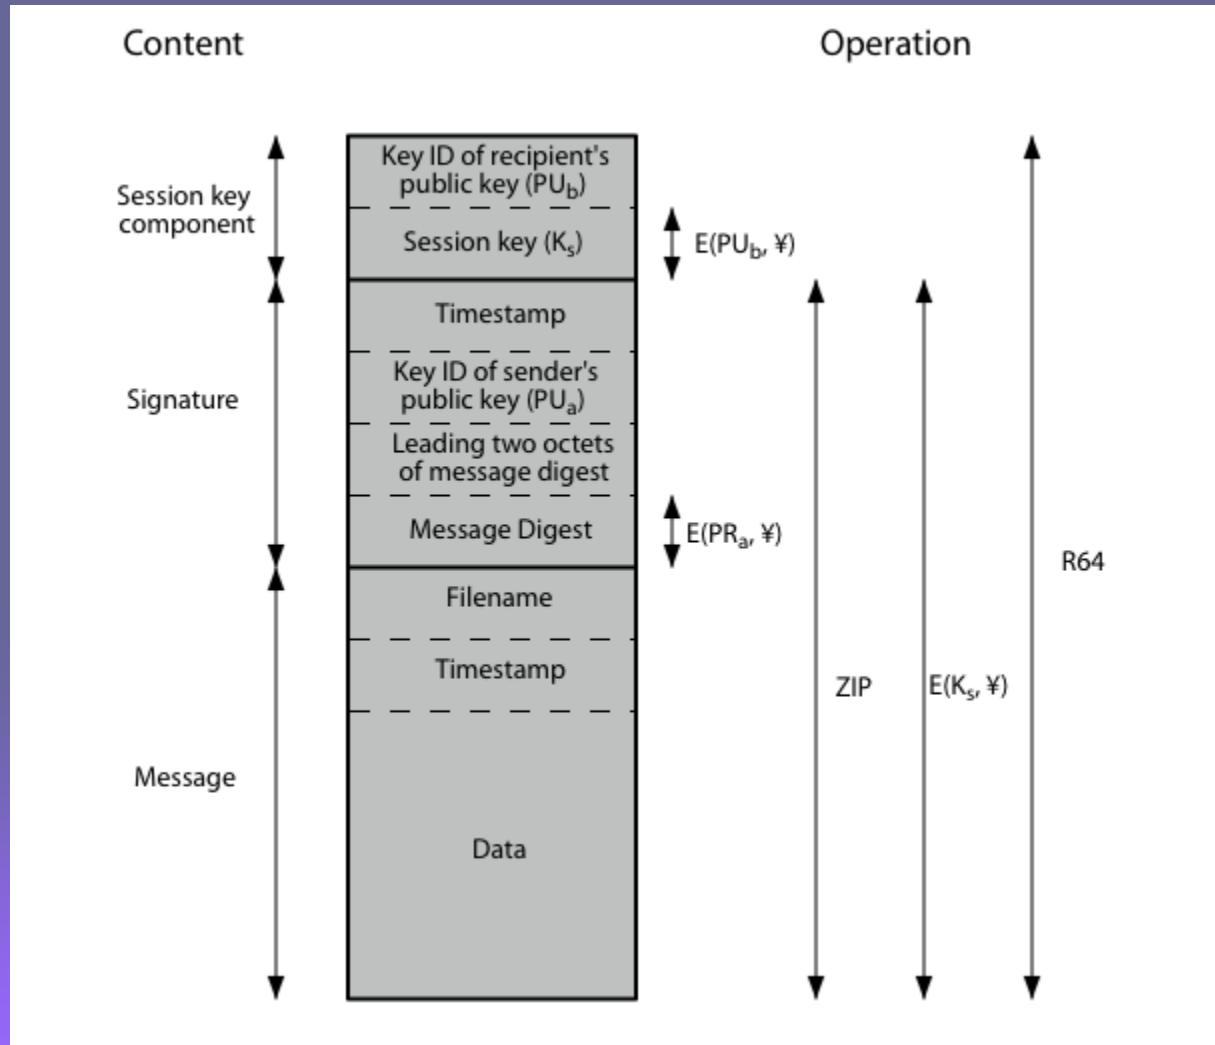 Content
Operation
Key ID of recipient's
public key (PUb)
Session key
component
Session key (Ks)
E(PUb, ¥)
Timestamp
Key ID of sender's
public key (PUa)
Signature
Leading two octets
of message digest
Message Digest
E(PRa, ¥)
R64
Filename
Timestamp
ZIP
E(Ks, ¥)
Message
Data